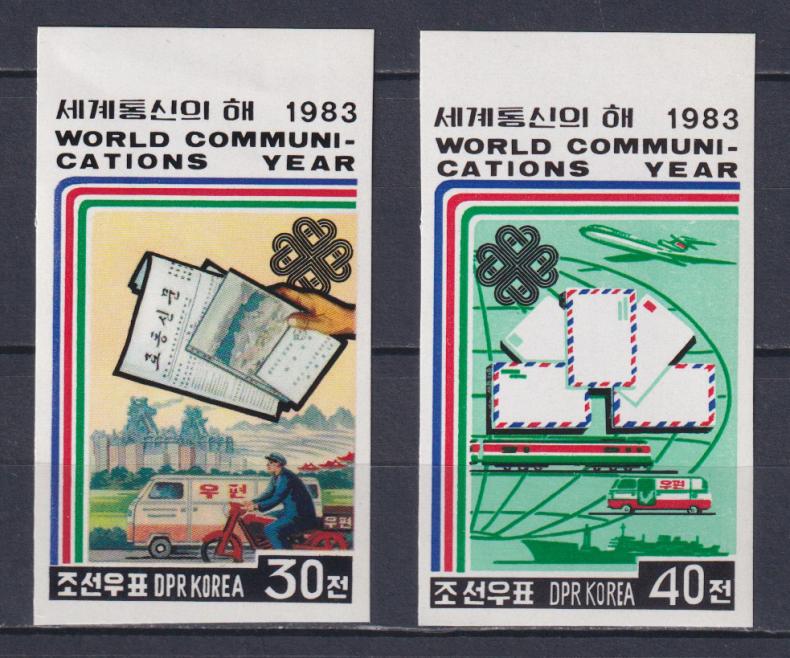 세계통신의 해 1983
WORLD COMMUNI-
CATIONS YEAR
로동신문
우편
우편
조선우표 DPR KOREA 30전
세계통신의 해 1983
WORLD COMMUNI-
CATIONS YEAR
우편
조선우표 DPR KOREA 40전